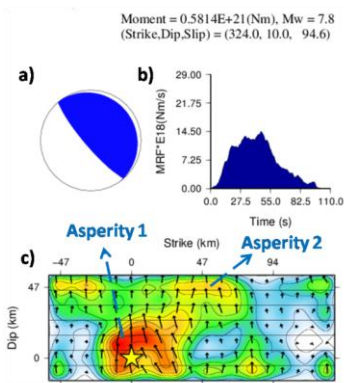 Moment = 0.5814E+21(Nm), Mw = 7.8
(Strike,Dip,Slip) = (324.0, 10.0, 94.6)
a)
b)
MRF*E18(Nm/s)
29.00
21.75
14.50
7.25
0.00
0.0 27.5 55.0 82.5 110.0
Time (s)
Asperity 1
Strike (km)
Asperity 2
c)
−47 0 47 94
Dip (km)
47
0